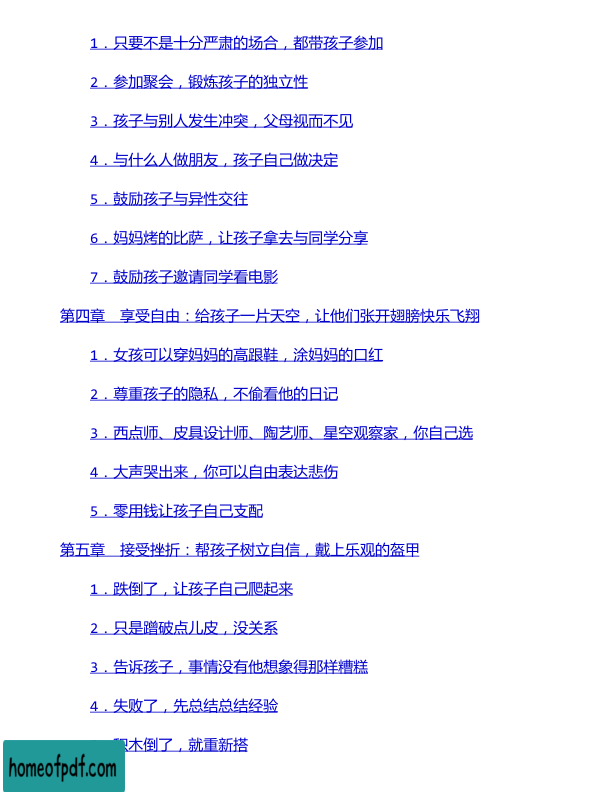 1．只要不是十分严肃的场合，都带孩子参加
2．参加聚会，锻炼孩子的独立性
3．孩子与别人发生冲突，父母视而不见
4．与什么人做朋友，孩子自己做决定
5．鼓励孩子与异性交往
6．妈妈烤的比萨，让孩子拿去与同学分享
7．鼓励孩子邀请同学看电影
第四章　享受自由：给孩子一片天空，让他们张开翅膀快乐飞翔
1．女孩可以穿妈妈的高跟鞋，涂妈妈的口红
2．尊重孩子的隐私，不偷看他的日记
3．西点师、皮具设计师、陶艺师、星空观察家，你自己选
4．大声哭出来，你可以自由表达悲伤
5．零用钱让孩子自己支配
第五章　接受挫折：帮孩子树立自信，戴上乐观的盔甲
1．跌倒了，让孩子自己爬起来
2．只是蹭破点儿皮，没关系
3．告诉孩子，事情没有他想象得那样糟糕
4．失败了，先总结总结经验
积木倒了，就重新搭
homeofpdf.com